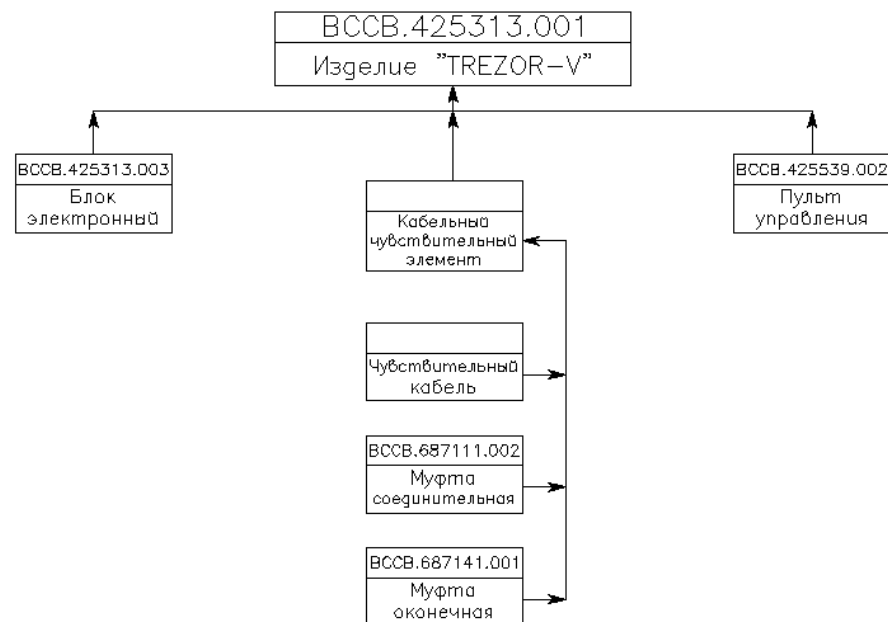 ВССВ.425313.001
Изделие "TREZOR-V"
ВССВ.425313.003
Блок
электронный
Кабельный
чувствительный
элемент
ВССВ.425539.002
Пульт
управления
Чувствительный
кабель
ВССВ.687111.002
Муфта
соединительная
ВССВ.687141.001
Муфта
оконечная